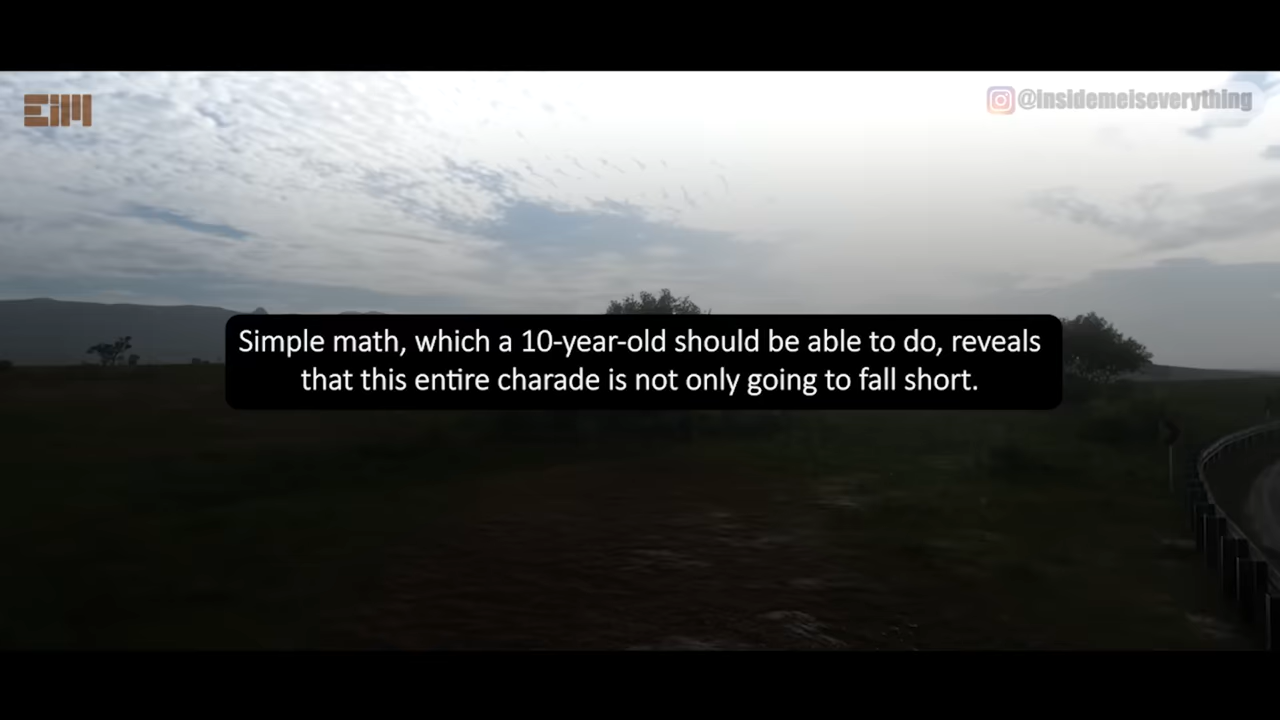 EiM
@insidemeiseverything
Simple math, which a 10-year-old should be able to do, reveals
that this entire charade is not only going to fall short.